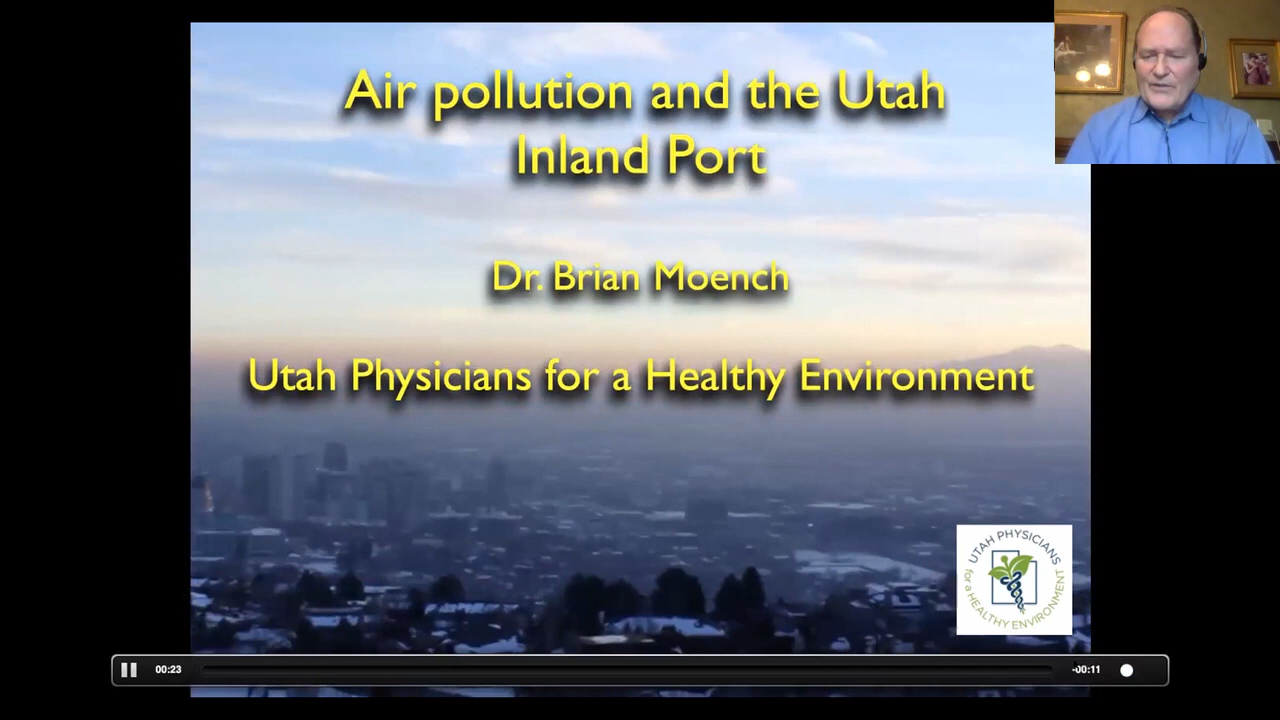 Air pollution and the Utah
Inland Port
Dr. Brian Moench
Utah Physicians for a Healthy Environment
UTAH PHYSICIANS
for a HEALTHY ENVIRONMENT
00:23
-00:11